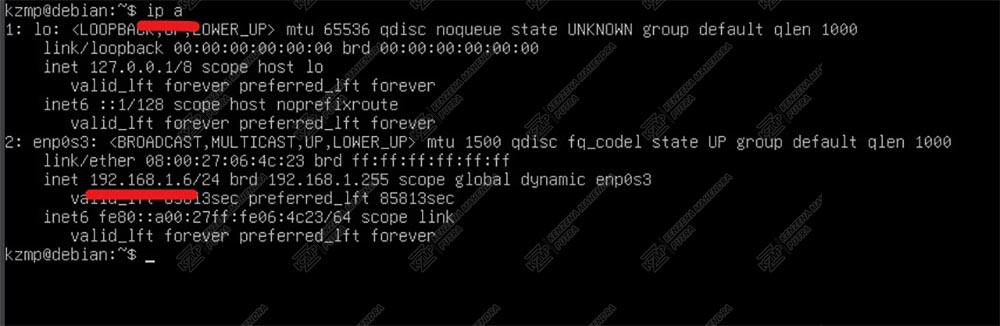 kzmp@debian:~$ ip a
1: lo: <LOOPBACK,UP,LOWER_UP> mtu 65536 qdisc noqueue state UNKNOWN group default qlen 1000
link/loopback 00:00:00:00:00:00 brd 00:00:00:00:00:00
inet 127.0.0.1/8 scope host lo
valid_lft forever preferred_lft forever
inet6 ::1/128 scope host noprefixroute
valid_lft forever preferred_lft forever
2: enp0s3: <BROADCAST,MULTICAST,UP,LOWER_UP> mtu 1500 qdisc fq_codel state UP group default qlen 1000
link/ether 08:00:27:06:4c:23 brd ff:ff:ff:ff:ff:ff
inet 192.168.1.6/24 brd 192.168.1.255 scope global dynamic enp0s3
valid_lft 85813sec preferred_lft 85813sec
inet6 fe80::a00:27ff:fe06:4c23/64 scope link
valid_lft forever preferred_lft forever
kzmp@debian:~$ _